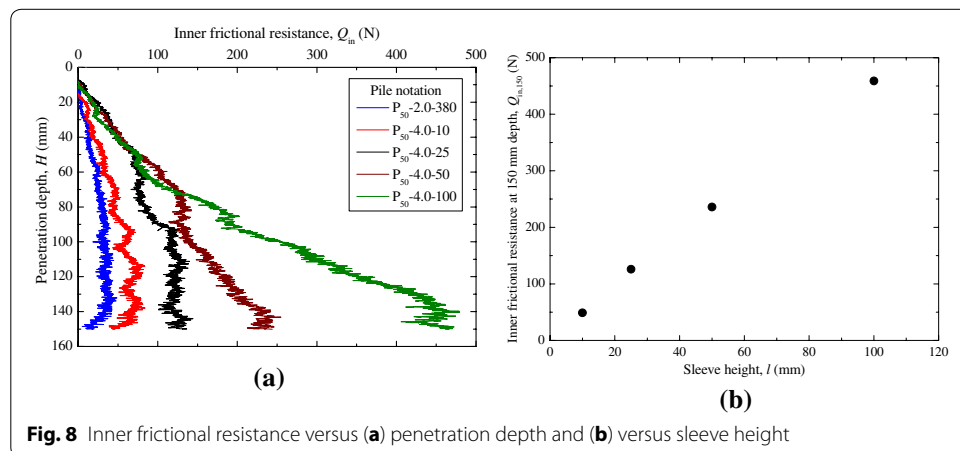 Inner frictional resistance, Q_in (N)
0 100 200 300 400 500
Penetration depth, H (mm)
0
20
40
60
80
100
120
140
160
Pile notation
P50-2.0-380
P50-4.0-10
P50-4.0-25
P50-4.0-50
P50-4.0-100
(a)
(b)
Inner frictional resistance at 150 mm depth, Q_in,150 (N)
500
400
300
200
100
0
0 20 40 60 80 100 120
Sleeve height, l (mm)
(b)
Fig. 8 Inner frictional resistance versus (a) penetration depth and (b) versus sleeve height